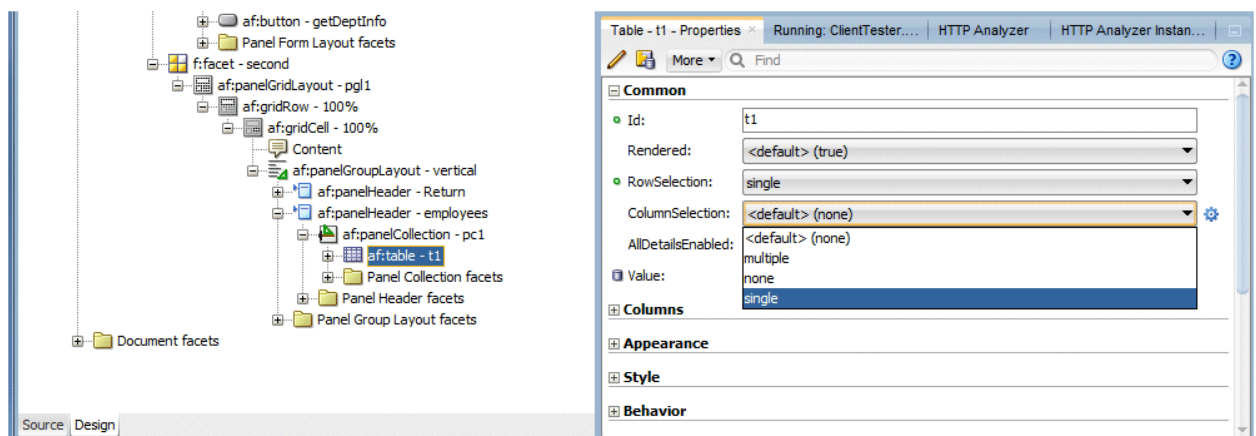 af:button - getDeptInfo
Panel Form Layout facets
f:facet - second
af:panelGridLayout - pgl1
af:gridRow - 100%
af:gridCell - 100%
Content
af:panelGroupLayout - vertical
af:panelHeader - Return
af:panelHeader - employees
af:panelCollection - pc1
af:table - t1
Panel Collection facets
Panel Header facets
Panel Group Layout facets
Document facets
Source Design
Table - t1 - Properties Running: ClientTester.... HTTP Analyzer HTTP Analyzer Instan...
More Find
Common
Id: t1
Rendered: <default> (true)
RowSelection: single
ColumnSelection: <default> (none)
AllDetailsEnabled: <default> (none)
multiple
Value: none
single
Columns
Appearance
Style
Behavior